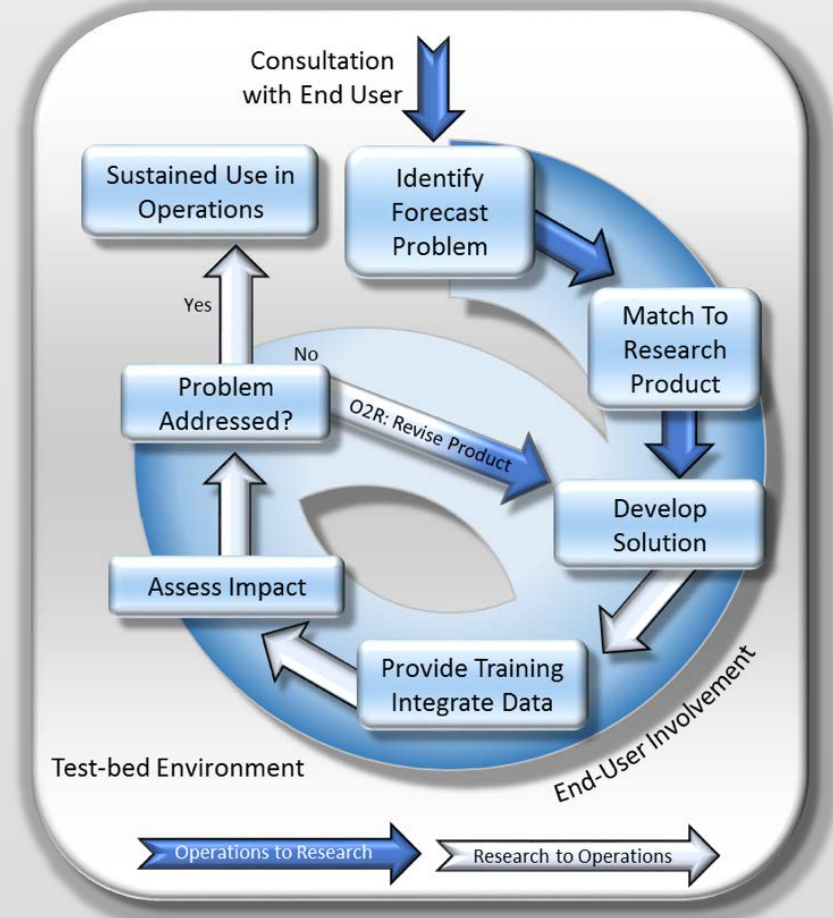 Consultation
with End User
Identify
Forecast
Problem
Match To
Research
Product
Develop
Solution
Provide Training
Integrate Data
Assess Impact
Problem
Addressed?
No
O2R: Revise Product
Yes
Sustained Use in
Operations
Test-bed Environment
End-User Involvement
Operations to Research
Research to Operations